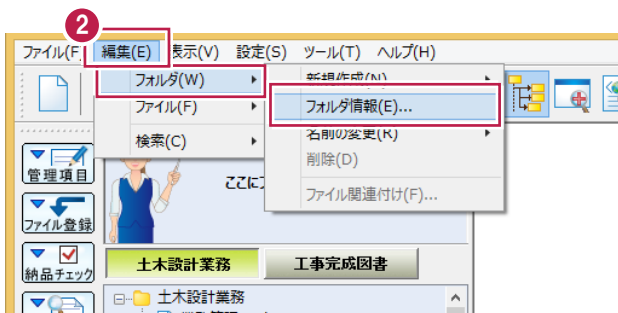 2
ファイル(F) 編集(E) 表示(V) 設定(S) ツール(T) ヘルプ(H)
フォルダ(W)
ファイル(F)
検索(C)
新規作成(N)
フォルダ情報(E)...
名前の変更(R)
削除(D)
ファイル関連付け(F)...
管理項目
ファイル登録
納品チェック
ここに
土木設計業務 工事完成図書
土木設計業務